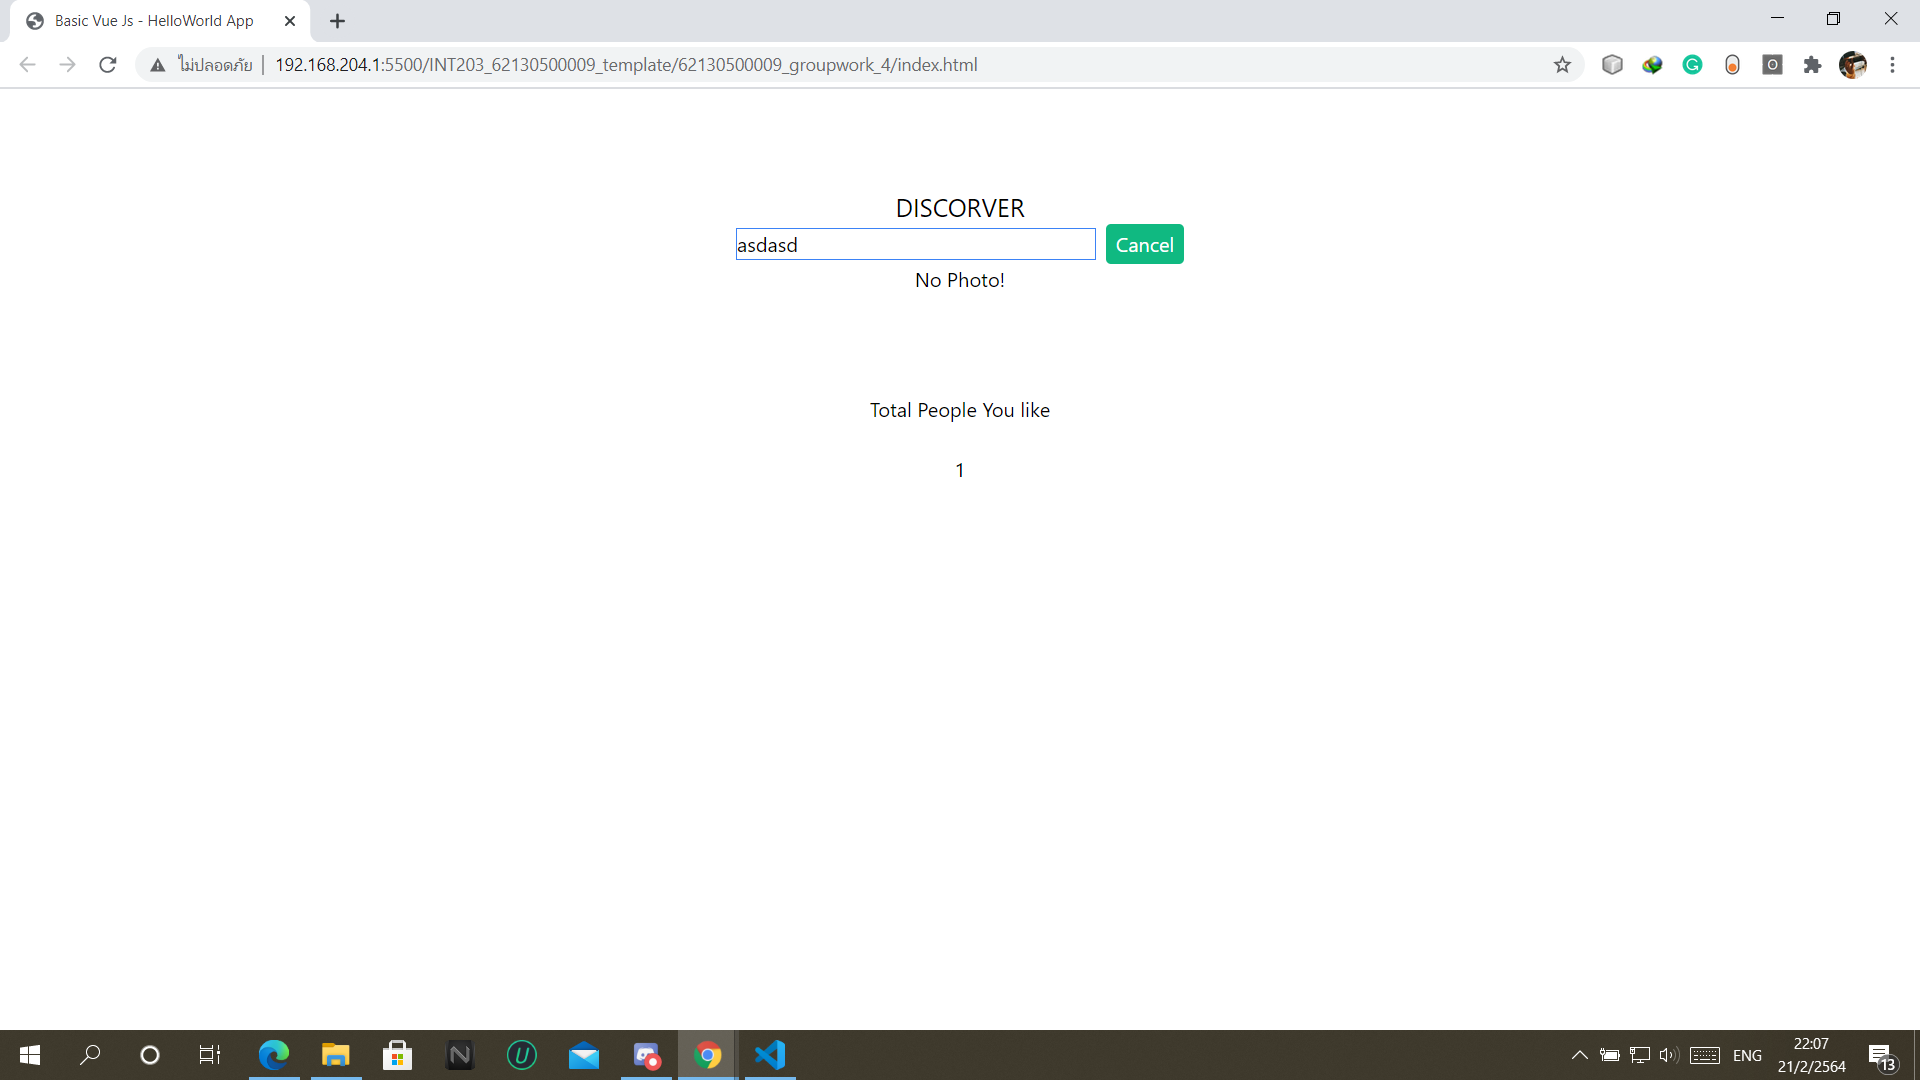 Basic Vue Js - HelloWorld App
ไม่ปลอดภัย | 192.168.204.1:5500/INT203_62130500009_template/62130500009_groupwork_4/index.html
DISCORVER
asdasd Cancel
No Photo!
Total People You like
1
ENG
22:07
21/2/2564
13